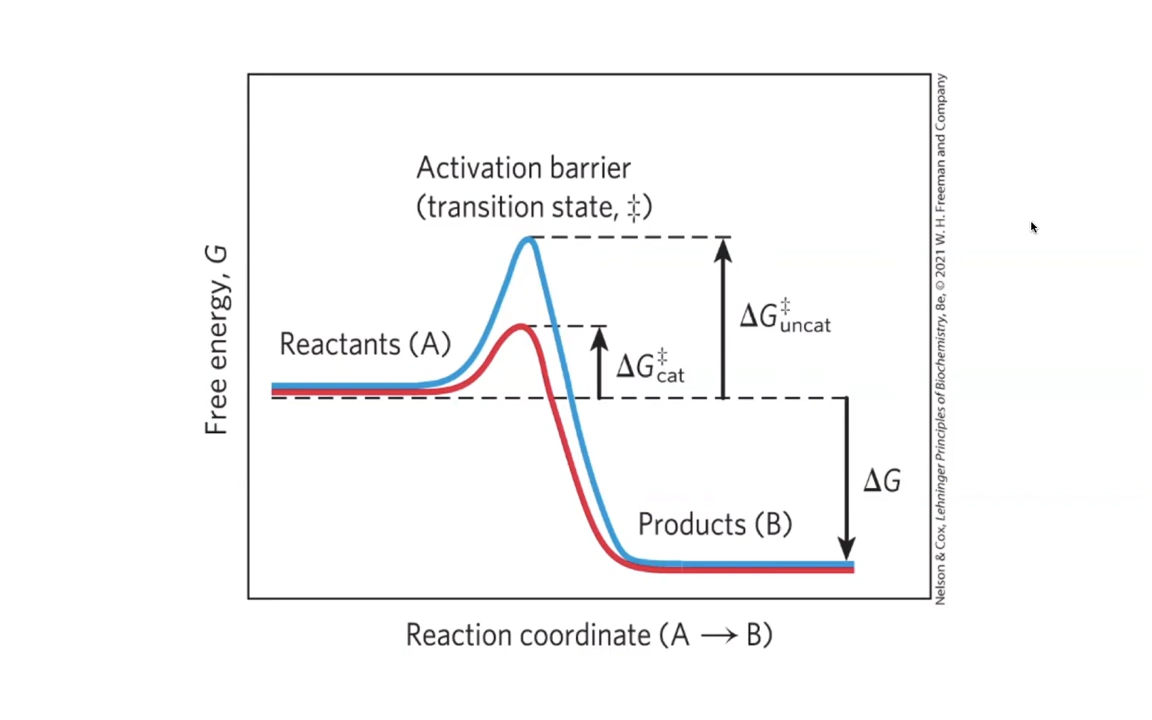 Activation barrier
(transition state, ‡)
Free energy, G
Reactants (A)
ΔG‡uncat
ΔG‡cat
ΔG
Products (B)
Reaction coordinate (A → B)
Nelson & Cox, Lehninger Principles of Biochemistry, 8e, © 2021 W. H. Freeman and Company